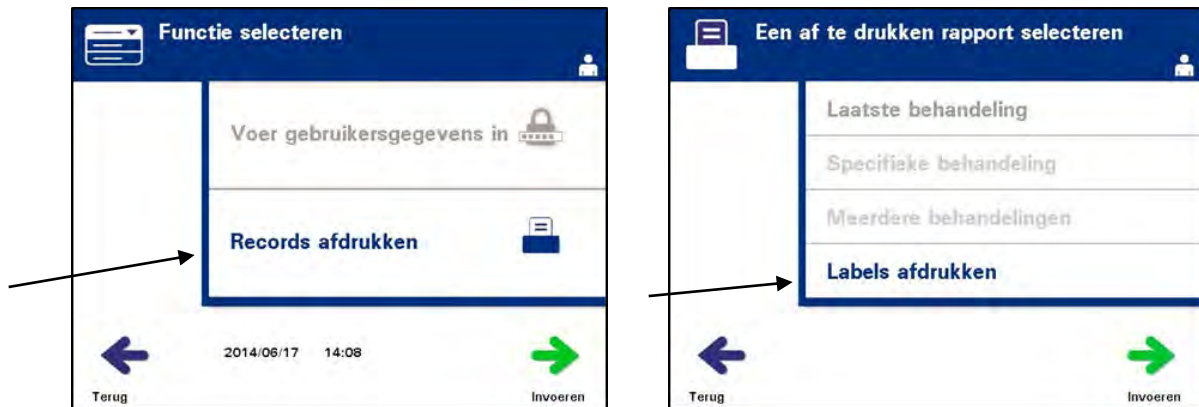 Functie selecteren
Voer gebruikersgegevens in
Records afdrukken
2014/06/17 14:08
Terug
Invoeren
Een af te drukken rapport selecteren
Laatste behandeling
Specifieke behandeling
Meerdere behandelingen
Labels afdrukken
Terug
Invoeren